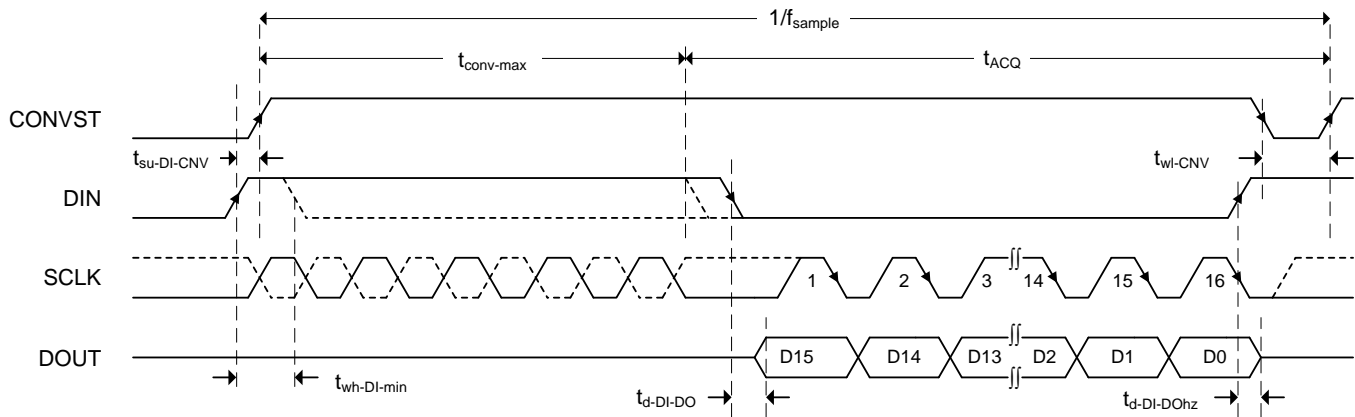 1/fsample
tconv-max
tACQ
CONVST
tsu-DI-CNV
twl-CNV
DIN
SCLK
1 2 3 14 15 16
DOUT
D15 D14 D13 D2 D1 D0
twh-DI-min
td-DI-DO
td-DI-DOhz